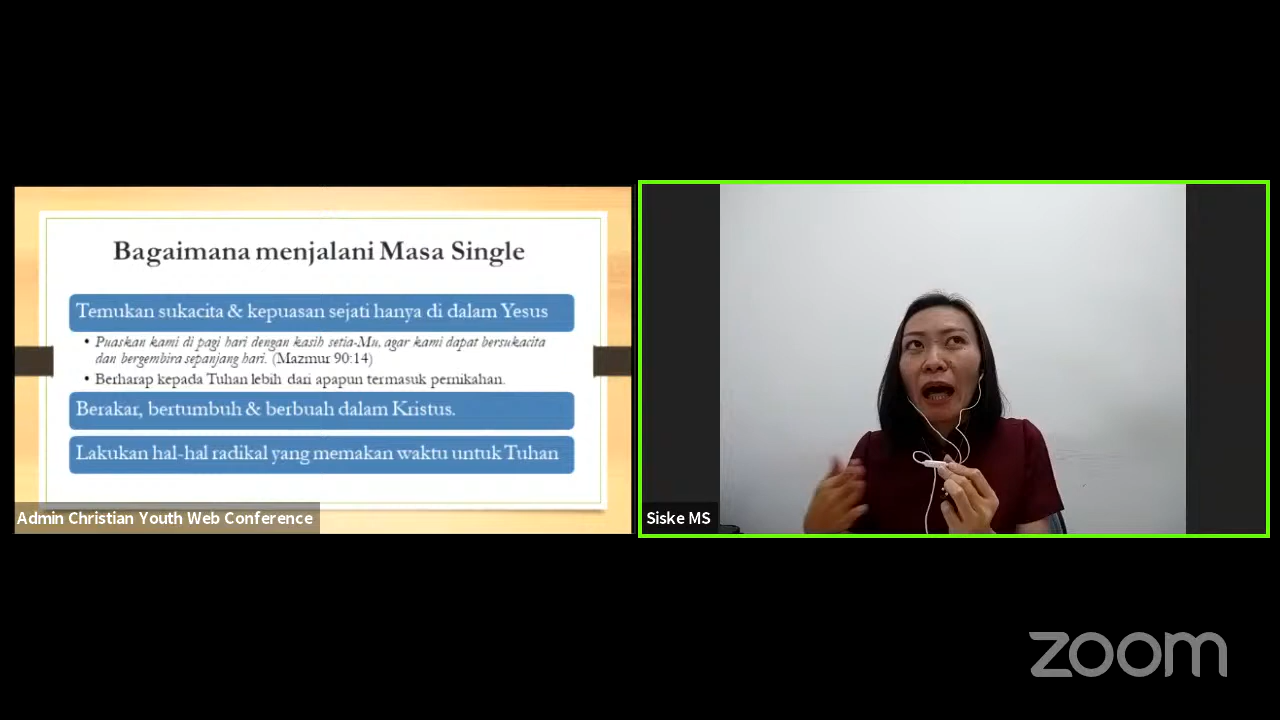 Bagaimana menjalani Masa Single
Temukan sukacita & kepuasan sejati hanya di dalam Yesus
• Puaskan kami di pagi hari dengan kasih setia-Mu, agar kami dapat bersukacita
dan bergembira sepanjang hari. (Mazmur 90:14)
• Berharap kepada Tuhan lebih dari apapun termasuk pernikahan.
Berakar, bertumbuh & berbuah dalam Kristus.
Lakukan hal-hal radikal yang memakan waktu untuk Tuhan
Admin Christian Youth Web Conference
Siske MS
zoom